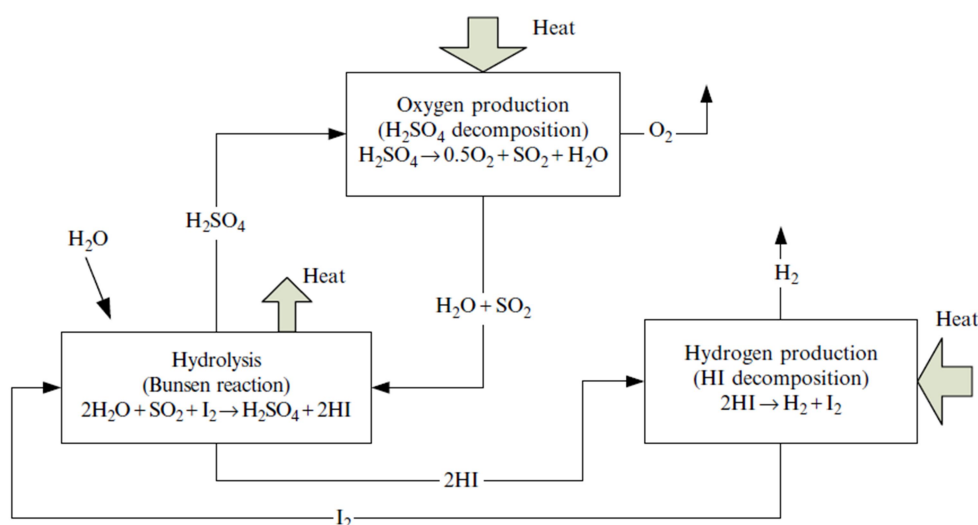 Heat
Oxygen production
(H₂SO₄ decomposition)
H₂SO₄→0.5O₂+SO₂+H₂O
O₂
H₂SO₄
H₂O
Heat
H₂O+SO₂
H₂
Heat
Hydrolysis
(Bunsen reaction)
2H₂O+SO₂+I₂→H₂SO₄+2HI
Hydrogen production
(HI decomposition)
2HI→H₂+I₂
2HI
I₂